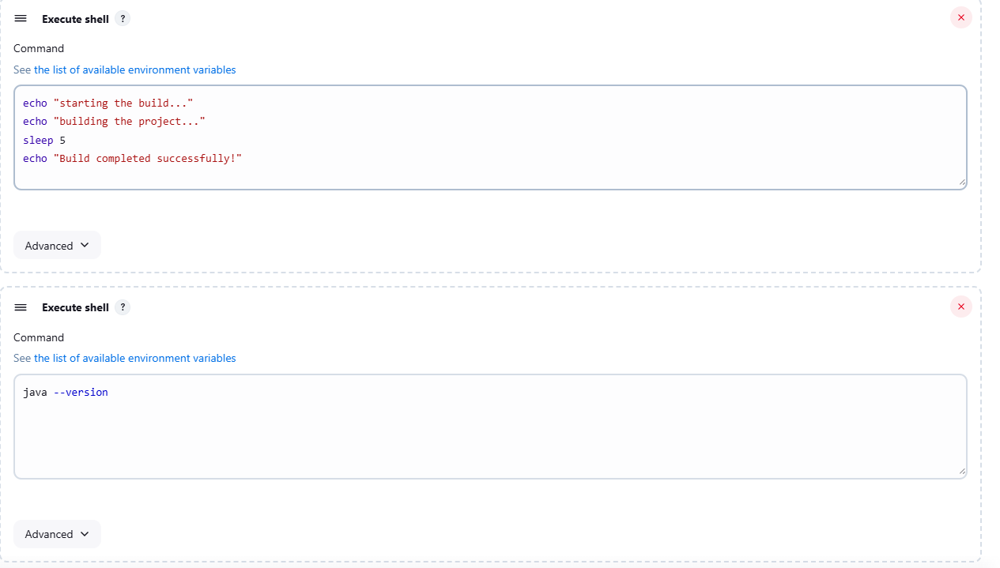 Execute shell ?
Command
See the list of available environment variables
echo "starting the build..."
echo "building the project..."
sleep 5
echo "Build completed successfully!"
Advanced
Execute shell ?
Command
See the list of available environment variables
java --version
Advanced